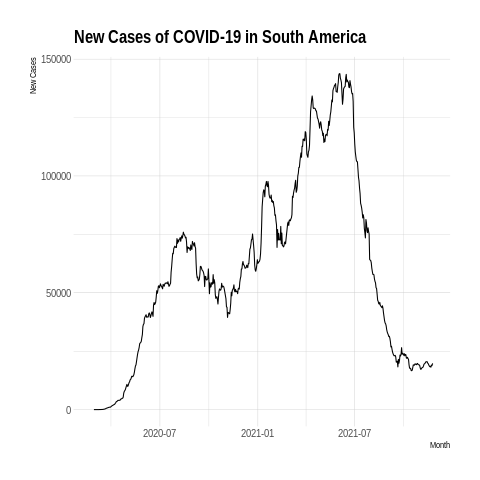 New Cases of COVID-19 in South America
New Cases
150000
100000
50000
0
2020-07
2021-01
2021-07
Month